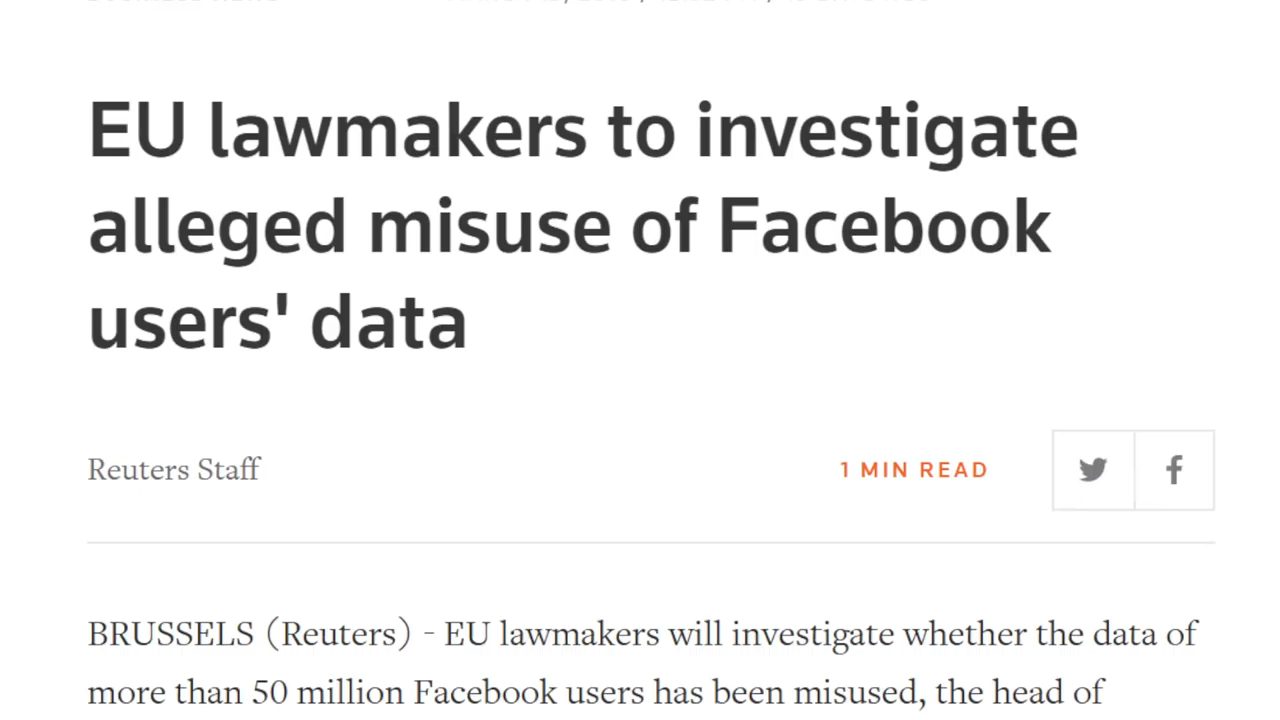 EU lawmakers to investigate
alleged misuse of Facebook
users' data
Reuters Staff
1 MIN READ
BRUSSELS (Reuters) - EU lawmakers will investigate whether the data of
more than 50 million Facebook users has been misused, the head of